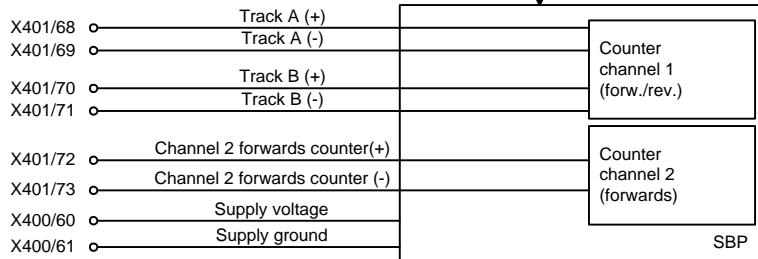 X401/68 Track A (+)
X401/69 Track A (-)
X401/70 Track B (+)
X401/71 Track B (-)
Counter
channel 1
(forw./rev.)
X401/72 Channel 2 forwards counter(+)
X401/73 Channel 2 forwards counter (-)
Counter
channel 2
(forwards)
X400/60 Supply voltage
X400/61 Supply ground
SBP